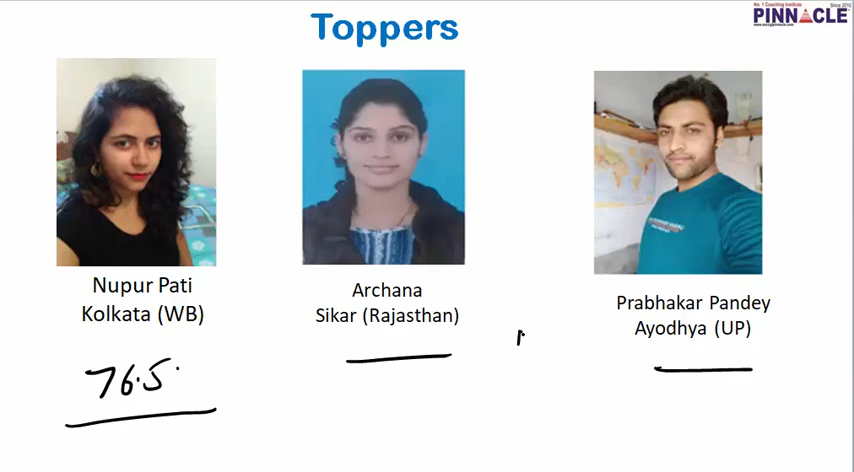 No. 1 Coaching Institute
Since 2010
PINNACLE
Toppers
Nupur Pati
Kolkata (WB)
Archana
Sikar (Rajasthan)
Prabhakar Pandey
Ayodhya (UP)
76.5